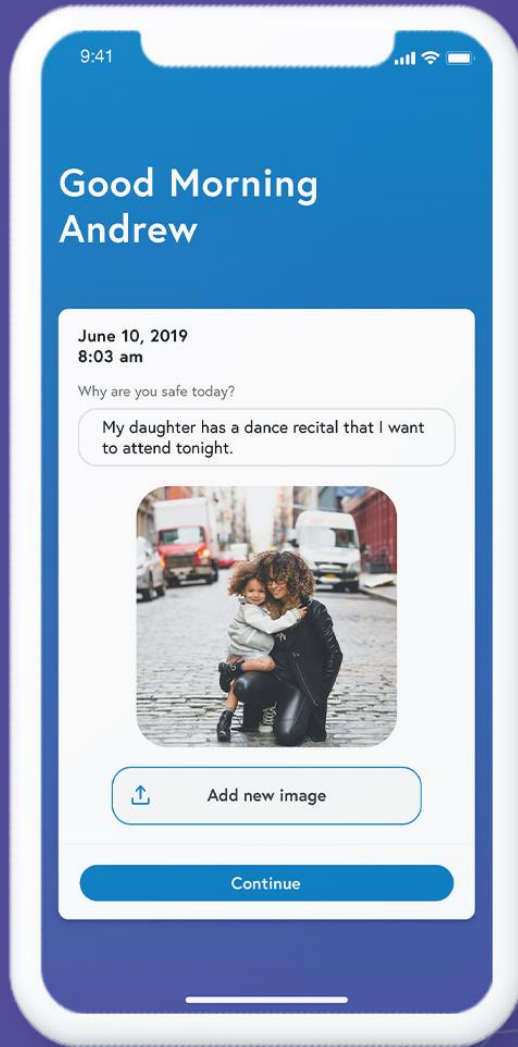 9:41
Good Morning
Andrew
June 10, 2019
8:03 am
Why are you safe today?
My daughter has a dance recital that I want
to attend tonight.
Add new image
Continue